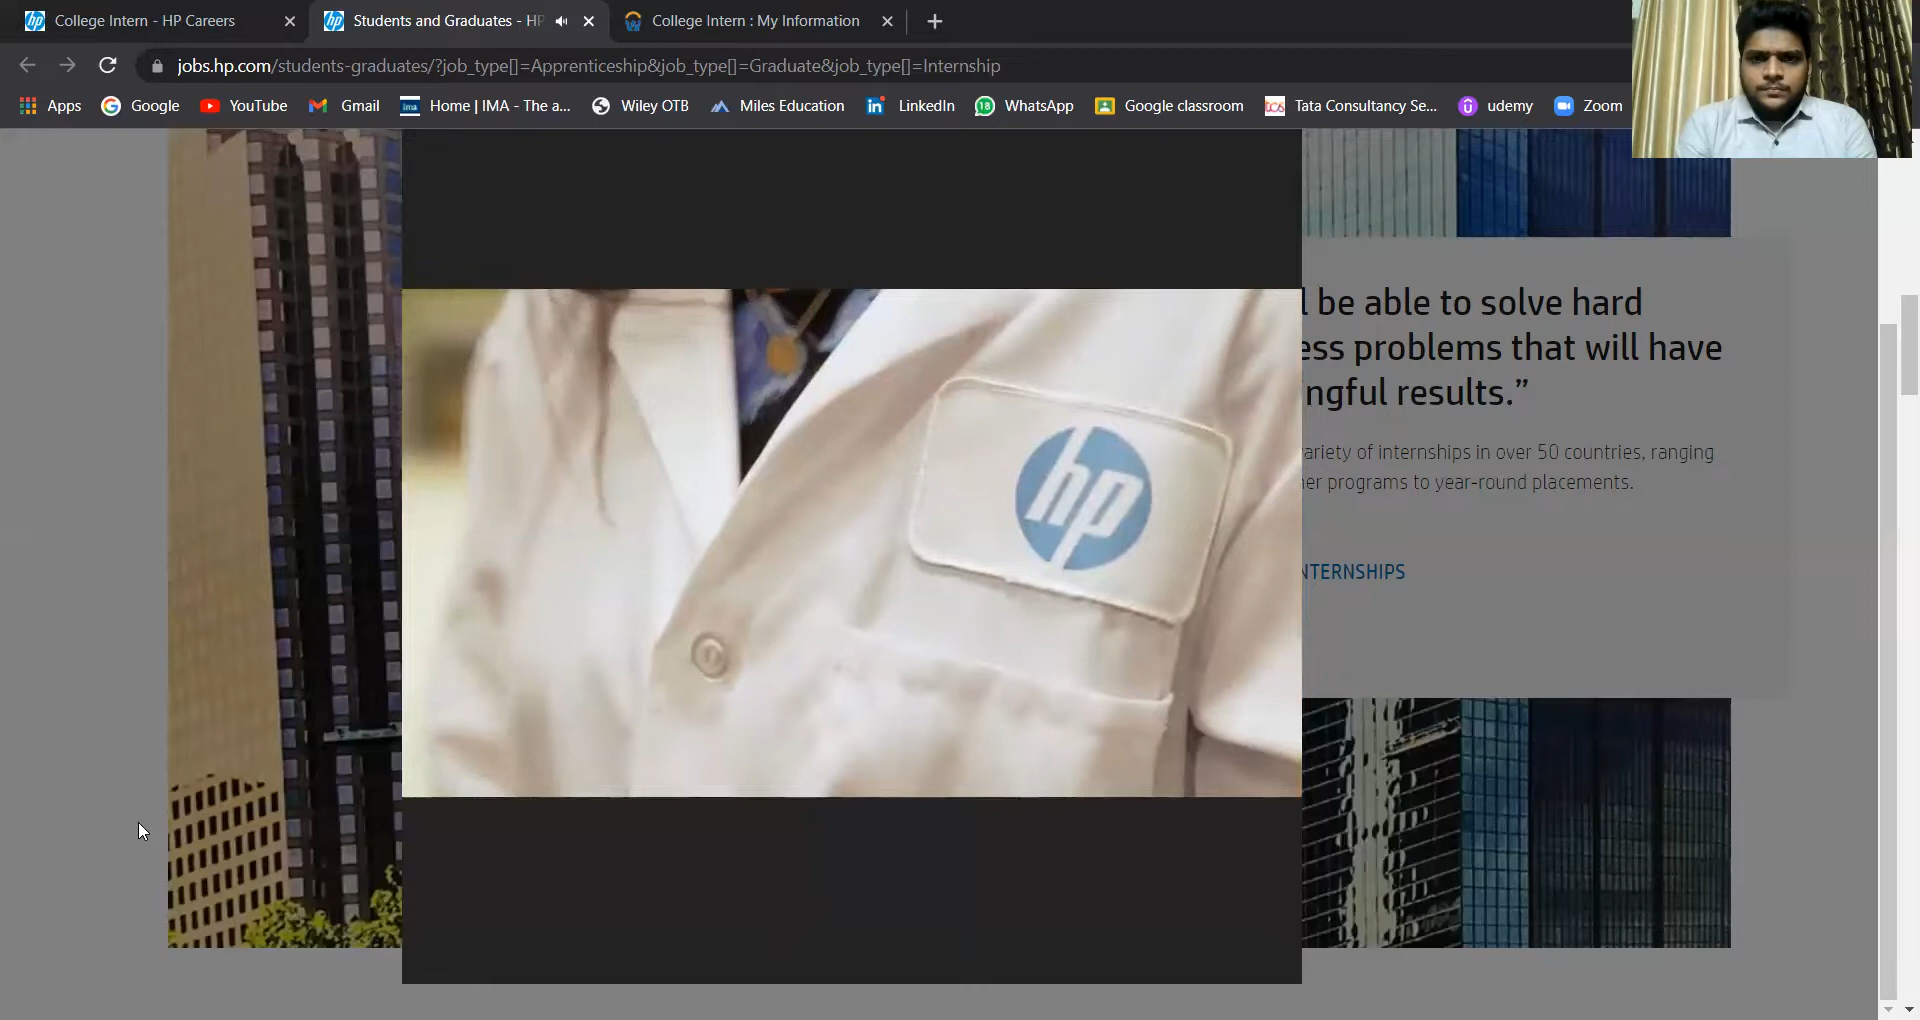 College Intern - HP Careers
Students and Graduates - HP
College Intern : My Information
jobs.hp.com/students-graduates/?job_type[]=Apprenticeship&job_type[]=Graduate&job_type[]=Internship
Apps
Google
YouTube
Gmail
Home | IMA - The a...
Wiley OTB
Miles Education
LinkedIn
WhatsApp
Google classroom
Tata Consultancy Se...
udemy
Zoom
l be able to solve hard
ess problems that will have
ngful results.”
ariety of internships in over 50 countries, ranging
er programs to year-round placements.
NTERNSHIPS
hp